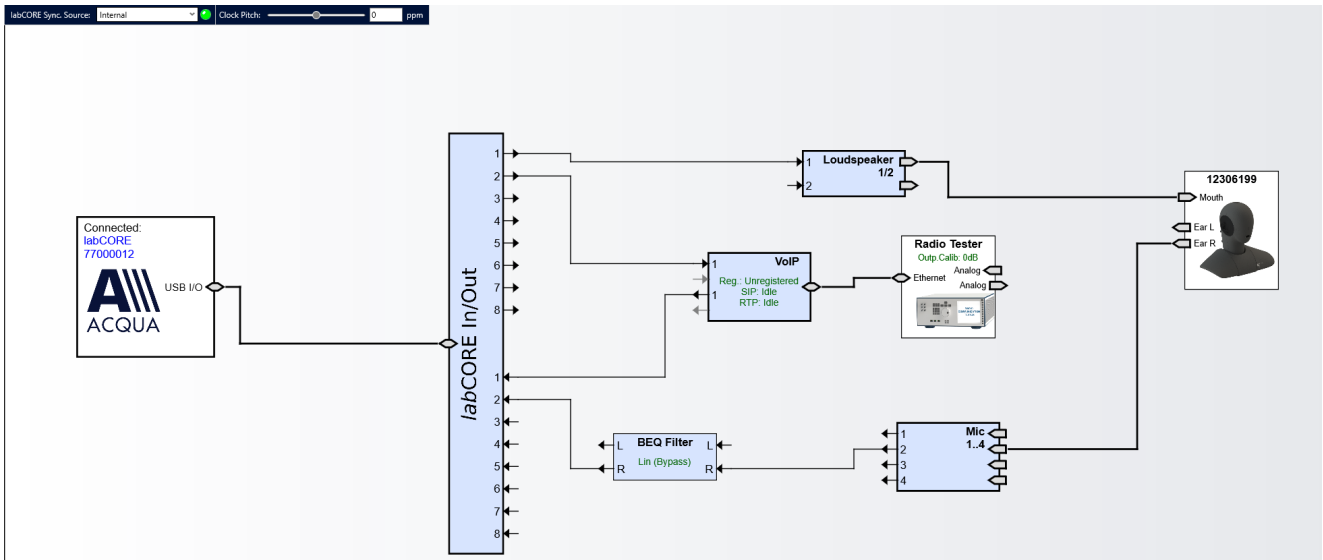 labCORE Sync. Source: Internal Clock Pitch: 0 ppm
Connected:
labCORE
77000012
ACQUA
USB I/O
labCORE In/Out
1
2
3
4
5
6
7
8
1
2
3
4
5
6
7
8
Loudspeaker
1/2
1
2
VoIP
1
1
Reg.: Unregistered
SIP: Idle
RTP: Idle
Radio Tester
Outp.Calib: 0dB
Analog
Ethernet
Analog
12306199
Mouth
Ear L
Ear R
BEQ Filter
L L
Lin (Bypass)
R R
Mic
1..4
1
2
3
4